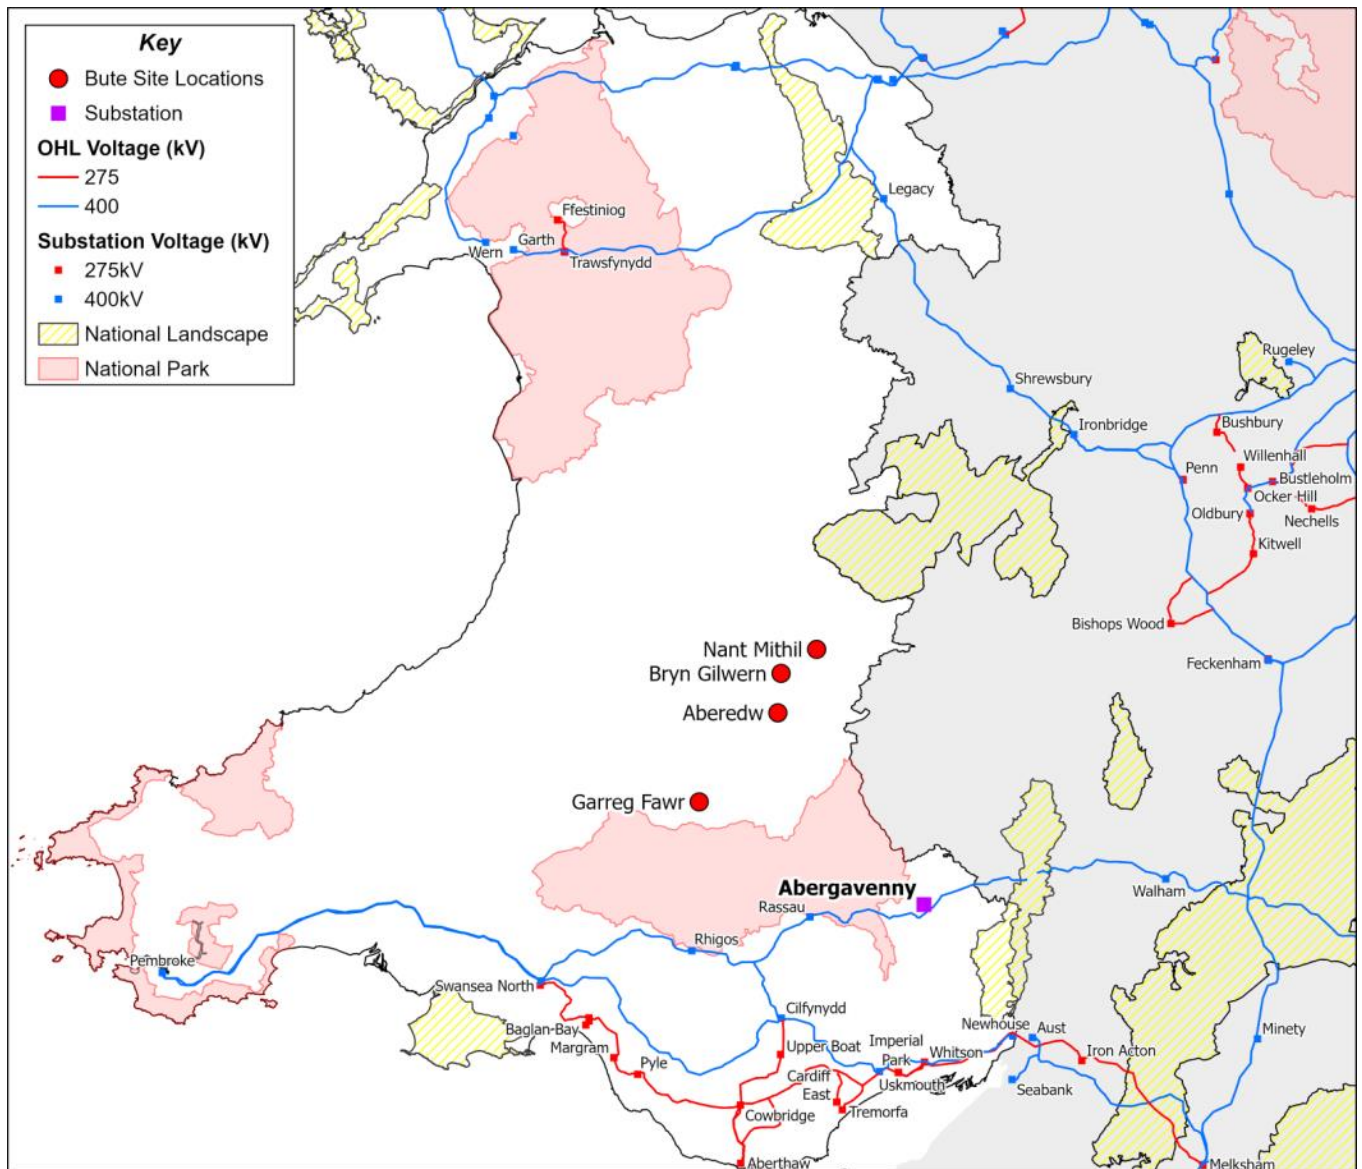 Key
Bute Site Locations
Substation
OHL Voltage (kV)
275
400
Substation Voltage (kV)
275kV
400kV
National Landscape
National Park
Legacy
Ffestiniog
Garth
Wern
Trawsfynydd
Rugeley
Shrewsbury
Ironbridge
Bushbury
Willenhall
Penn
Bustleholm
Ocker Hill
Oldbury
Nechells
Kitwell
Bishops Wood
Nant Mithil
Feckenham
Bryn Gilwern
Aberedw
Garreg Fawr
Abergavenny
Walham
Rassau
Rhigos
Pembroke
Swansea North
Cilfynydd
Baglan-Bay
Newhouse
Aust
Minety
Imperial
Park
Margram
Upper Boat
Whitson
Iron Acton
Pyle
Cardiff
East
Uskmouth
Seabank
Cowbridge
Tremorfa
Aberthaw
Melksham